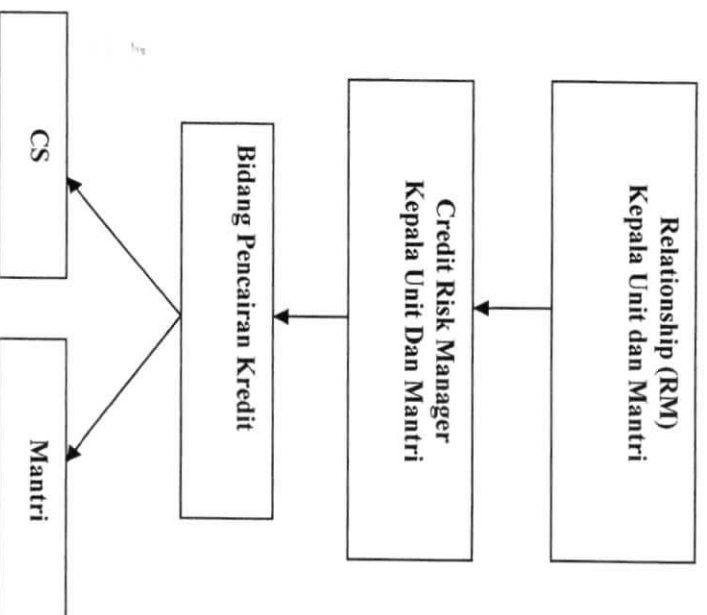 Relationship (RM)
Kepala Unit dan Mantri
Credit Risk Manager
Kepala Unit Dan Mantri
Bidang Pencairan Kredit
CS
Mantri